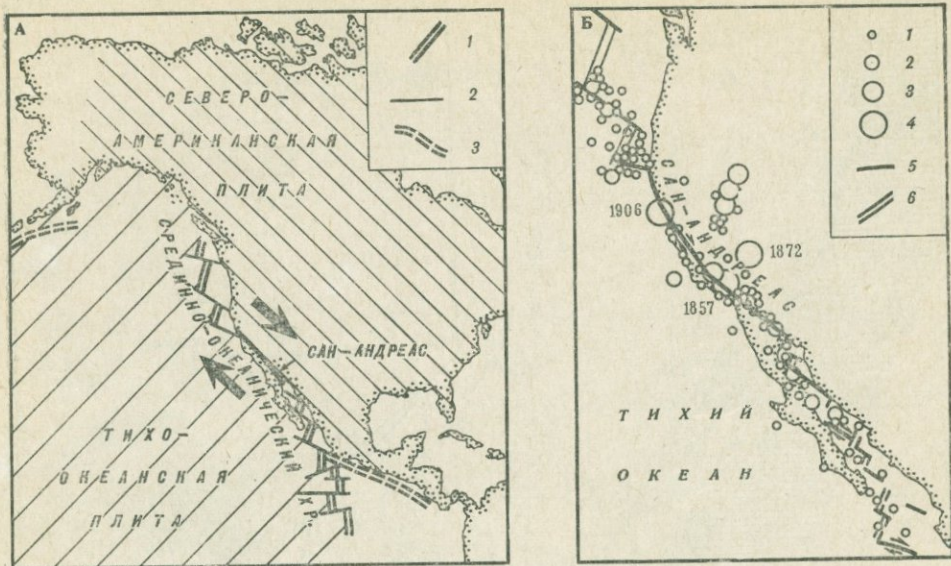 А
1
2
3
СЕВЕРО-
АМЕРИКАНСКАЯ
ПЛИТА
СРЕДИННО-ОКЕАНИЧЕСКИЙ ХР.
САН-АНДРЕАС
ТИХО-
ОКЕАНСКАЯ
ПЛИТА
Б
1
2
3
4
5
6
САН-АНДРЕАС
1906
1872
1857
ТИХИЙ
ОКЕАН